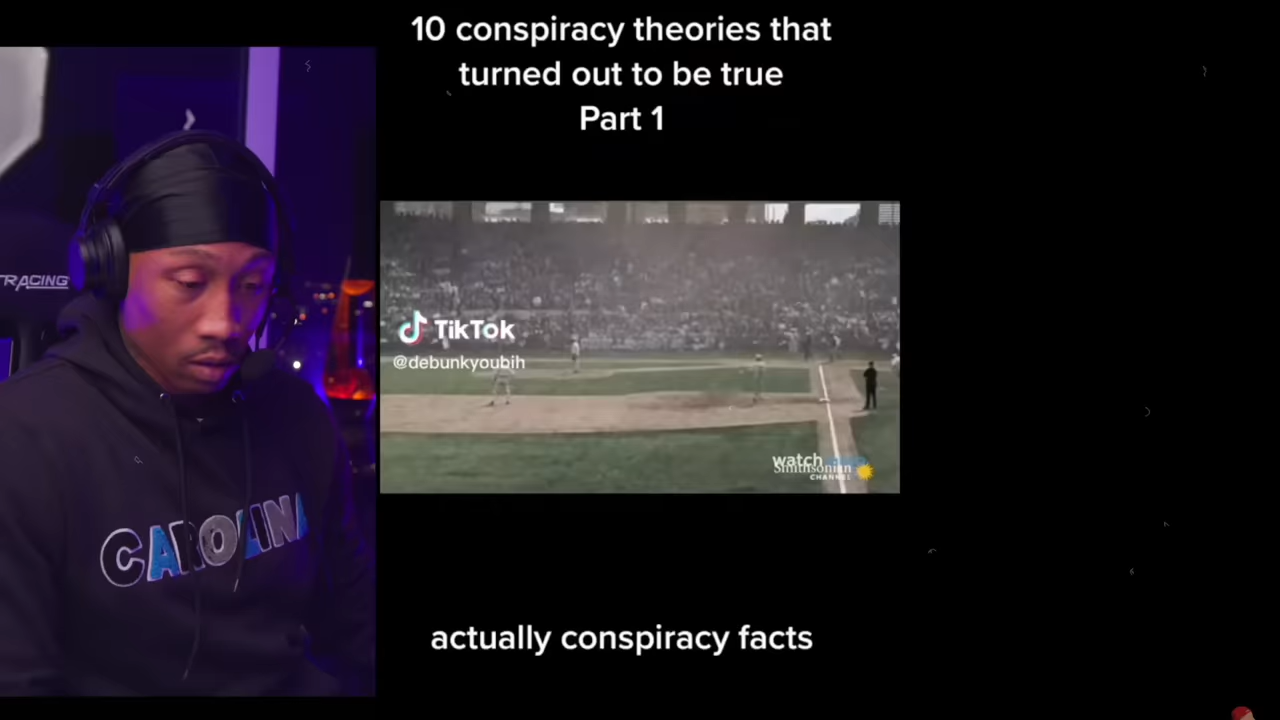 10 conspiracy theories that
turned out to be true
Part 1
TRACING
TikTok
@debunkyoubih
watch
Smithsonian
CHANNEL
CAROLINA
actually conspiracy facts